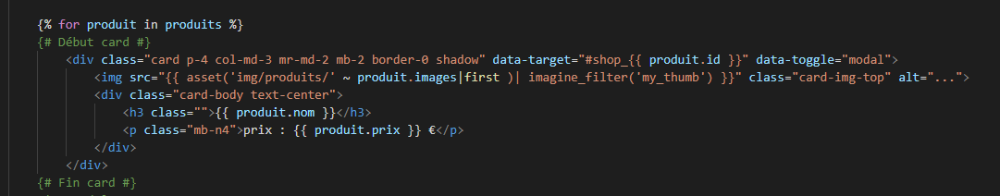 {% for produit in produits %}
{# Début card #}
<div class="card p-4 col-md-3 mr-md-2 mb-2 border-0 shadow" data-target="#shop_{{ produit.id }}" data-toggle="modal">
<img src="{{ asset('img/produits/' ~ produit.images|first )| imagine_filter('my_thumb') }}" class="card-img-top" alt="...">
<div class="card-body text-center">
<h3 class="">{{ produit.nom }}</h3>
<p class="mb-n4">prix : {{ produit.prix }} €</p>
</div>
</div>
{# Fin card #}